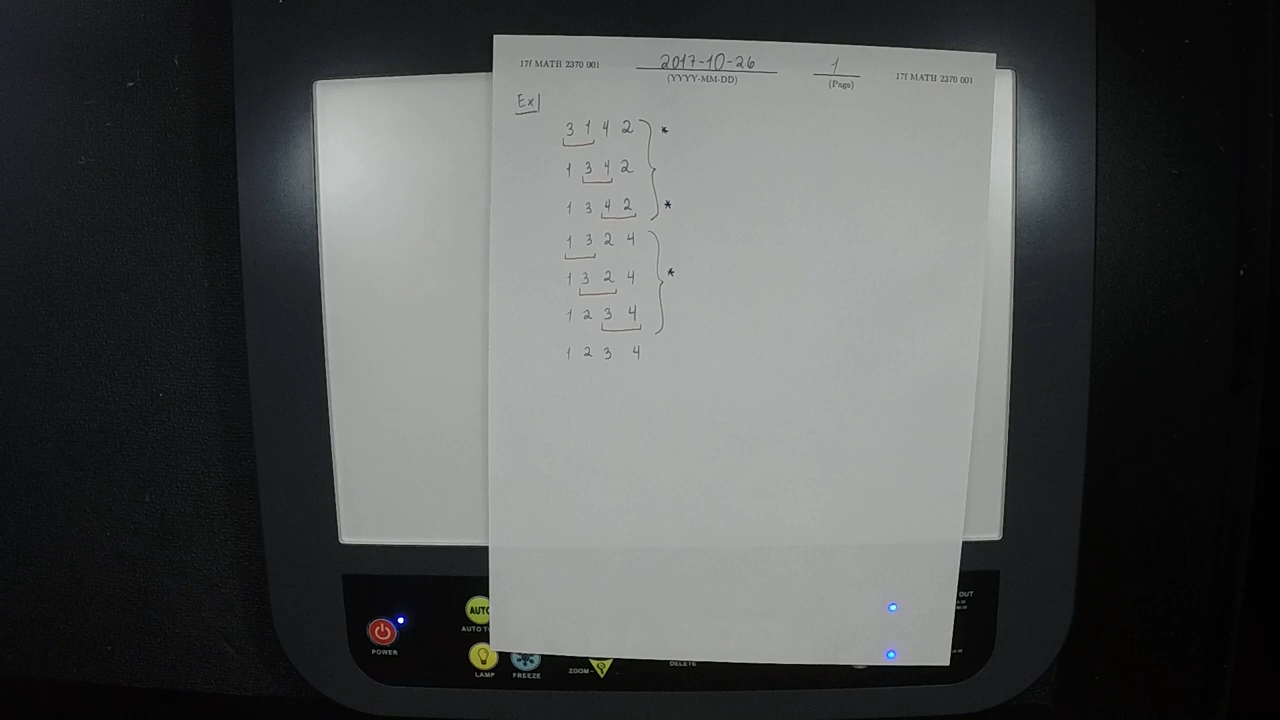 17f MATH 2370 001 2017-10-26 1 17f MATH 2370 001
(YYYY-MM-DD) (Page)
Ex|
3 1 4 2 *
1 3 4 2
1 3 4 2 *
1 3 2 4
1 3 2 4 *
1 2 3 4
1 2 3 4
OUT
POWER
AUTO
LAMP
FREEZE
ZOOM
DELETE